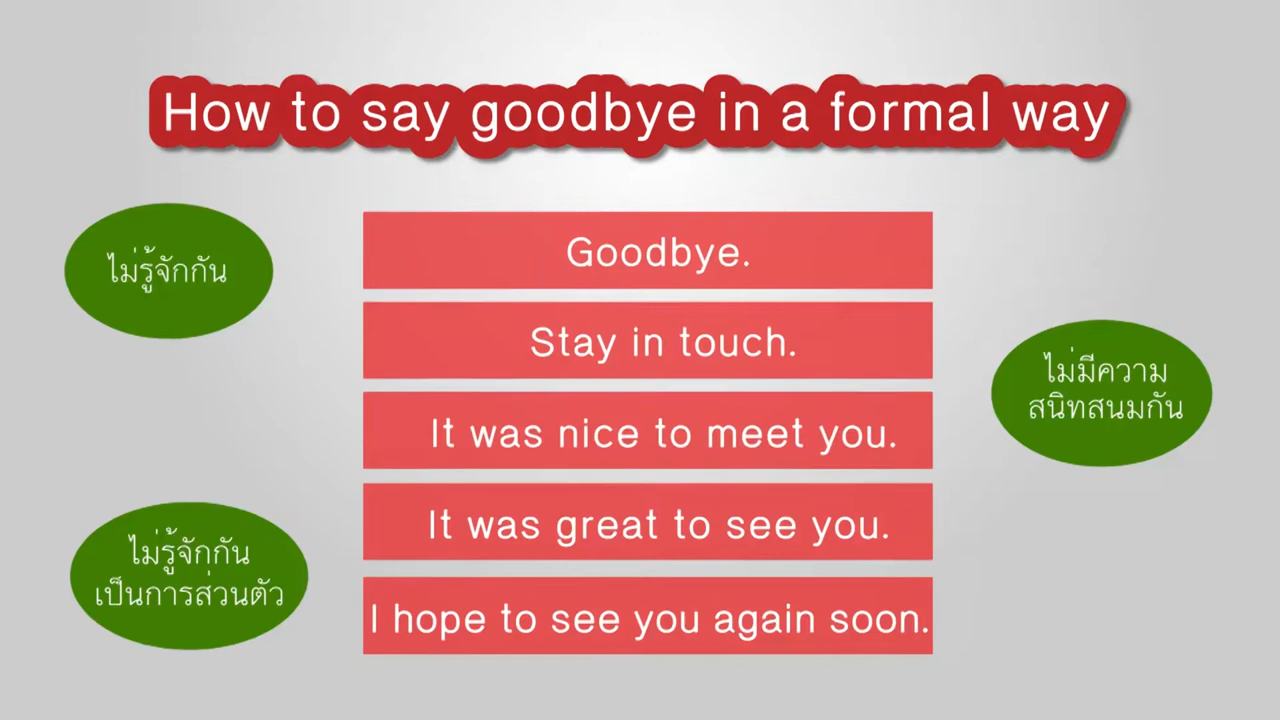 How to say goodbye in a formal way
ไม่รู้จักกัน
Goodbye.
Stay in touch.
ไม่มีความ
สนิทสนมกัน
It was nice to meet you.
It was great to see you.
ไม่รู้จักกัน
เป็นการส่วนตัว
I hope to see you again soon.